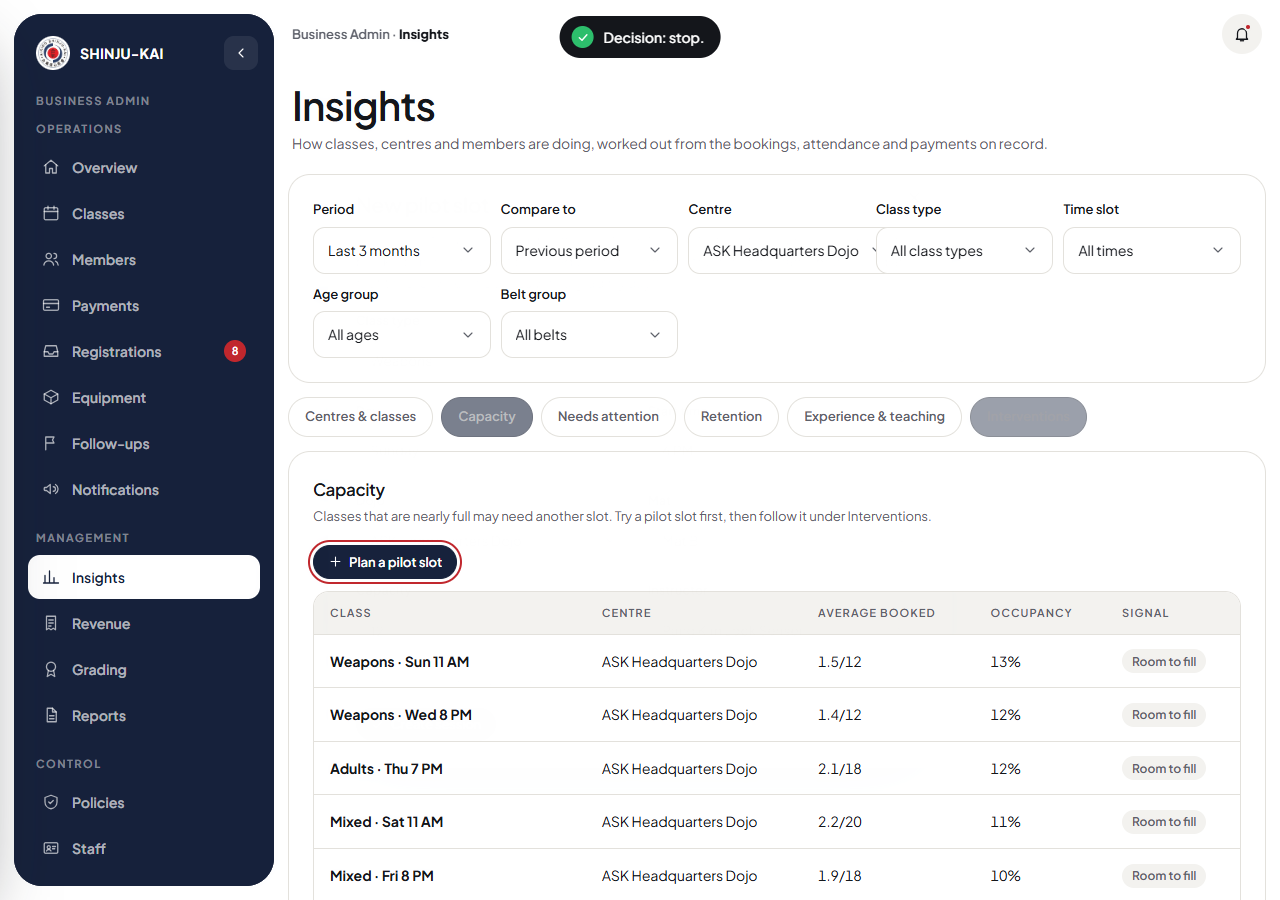 SHINJU-KAI
BUSINESS ADMIN
OPERATIONS
Overview
Classes
Members
Payments
Registrations 8
Equipment
Follow-ups
Notifications
MANAGEMENT
Insights
Revenue
Grading
Reports
CONTROL
Policies
Staff
Business Admin · Insights
Decision: stop.
Insights
How classes, centres and members are doing, worked out from the bookings, attendance and payments on record.
Period Compare to Centre Class type Time slot
Last 3 months Previous period ASK Headquarters Dojo All class types All times
Age group Belt group
All ages All belts
Centres & classes Capacity Needs attention Retention Experience & teaching
Capacity
Classes that are nearly full may need another slot. Try a pilot slot first, then follow it under Interventions.
+ Plan a pilot slot
CLASS CENTRE AVERAGE BOOKED OCCUPANCY SIGNAL
Weapons · Sun 11 AM ASK Headquarters Dojo 1.5/12 13% Room to fill
Weapons · Wed 8 PM ASK Headquarters Dojo 1.4/12 12% Room to fill
Adults · Thu 7 PM ASK Headquarters Dojo 2.1/18 12% Room to fill
Mixed · Sat 11 AM ASK Headquarters Dojo 2.2/20 11% Room to fill
Mixed · Fri 8 PM ASK Headquarters Dojo 1.9/18 10% Room to fill